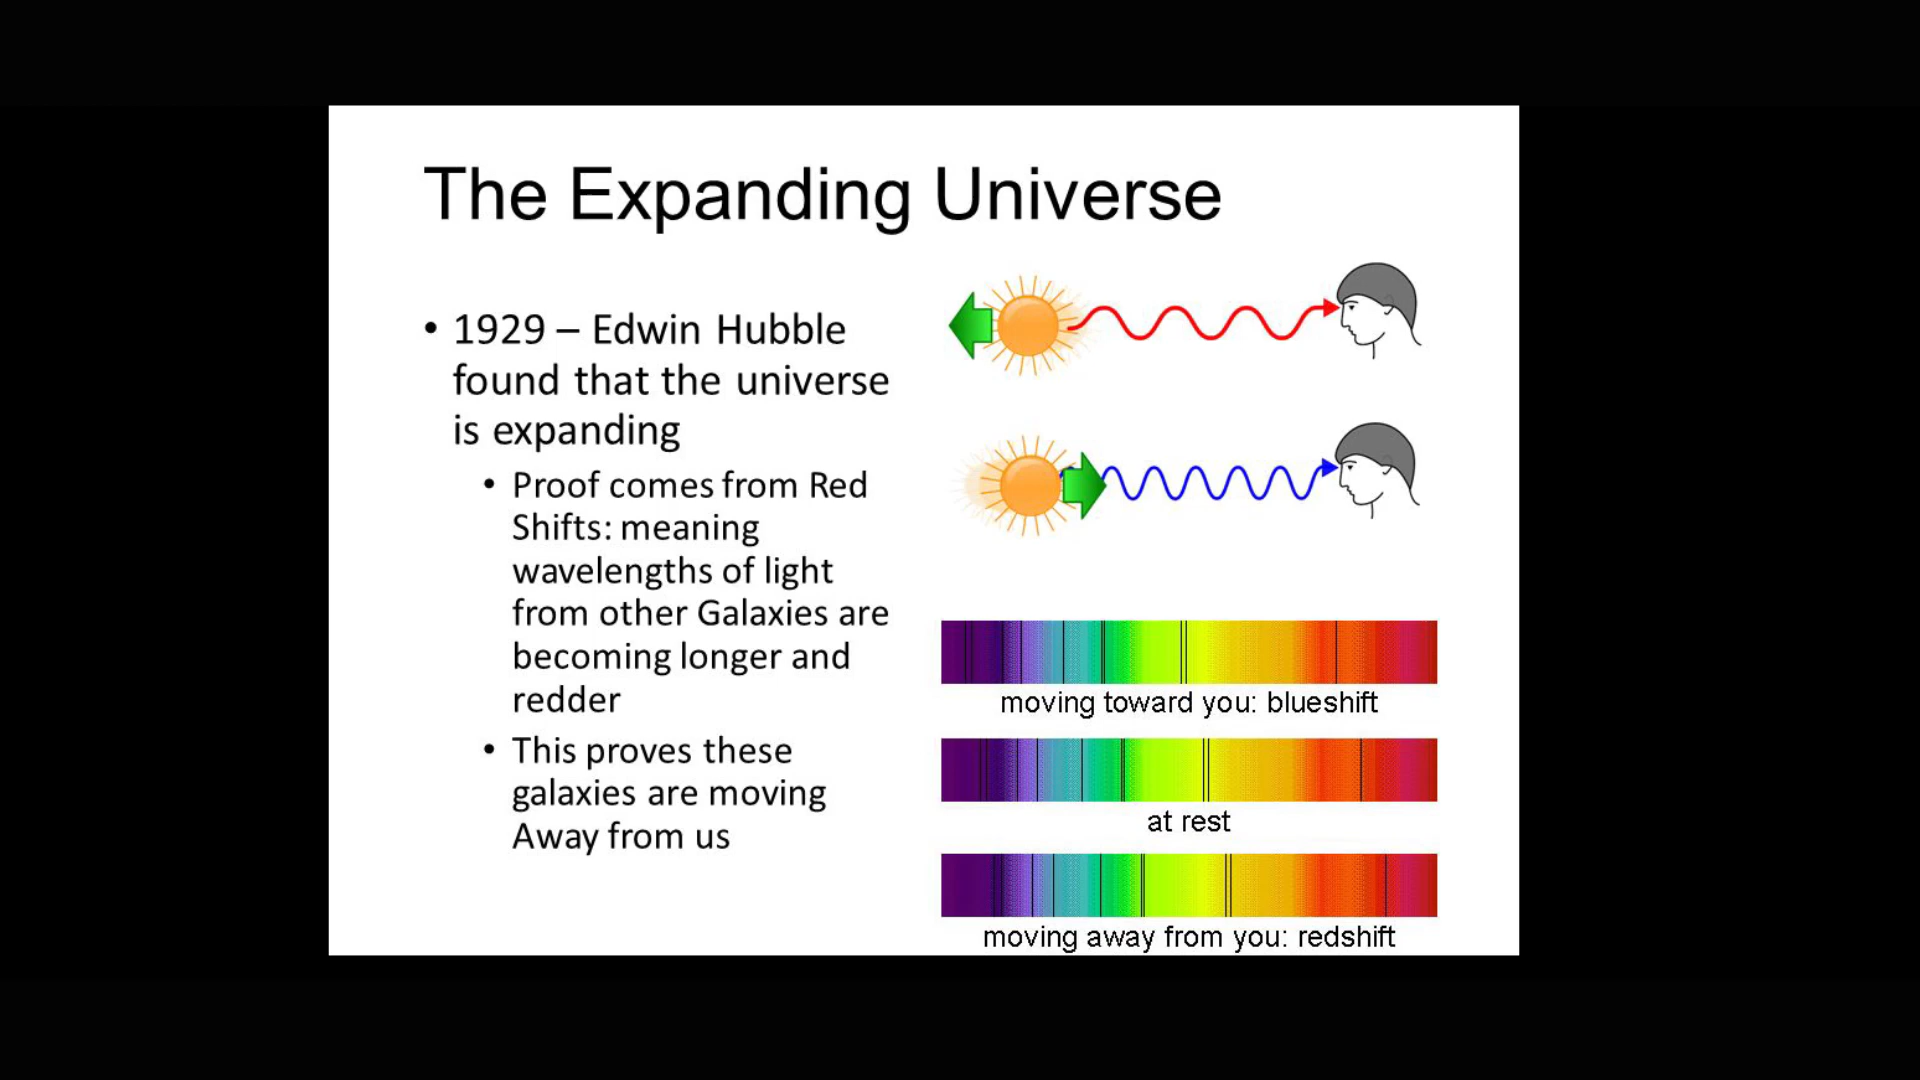 The Expanding Universe
• 1929 – Edwin Hubble
found that the universe
is expanding
• Proof comes from Red
Shifts: meaning
wavelengths of light
from other Galaxies are
becoming longer and
redder
• This proves these
galaxies are moving
Away from us
moving toward you: blueshift
at rest
moving away from you: redshift